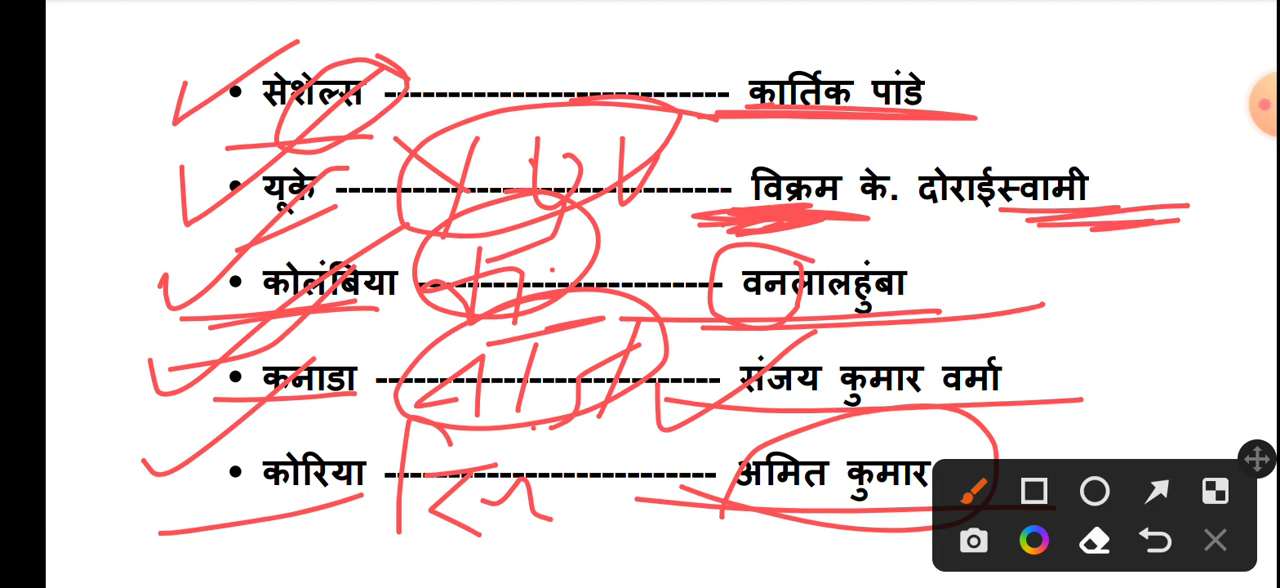 • सेशेल्स --------------------------- कार्तिक पांडे
• यूके ------------------------------- विक्रम के. दोराईस्वामी
• कोलंबिया ------------------------ वनलालहुंबा
• कनाडा --------------------------- संजय कुमार वर्मा
• कोरिया -------------------------- अमित कुमार